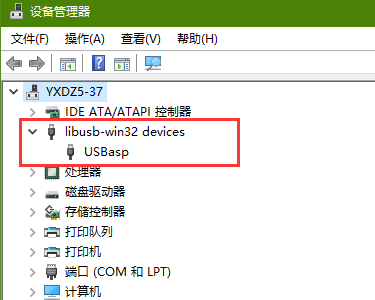 设备管理器
文件(F) 操作(A) 查看(V) 帮助(H)
YXDZ5-37
IDE ATA/ATAPI 控制器
libusb-win32 devices
USBasp
处理器
磁盘驱动器
存储控制器
打印队列
打印机
端口 (COM 和 LPT)
计算机